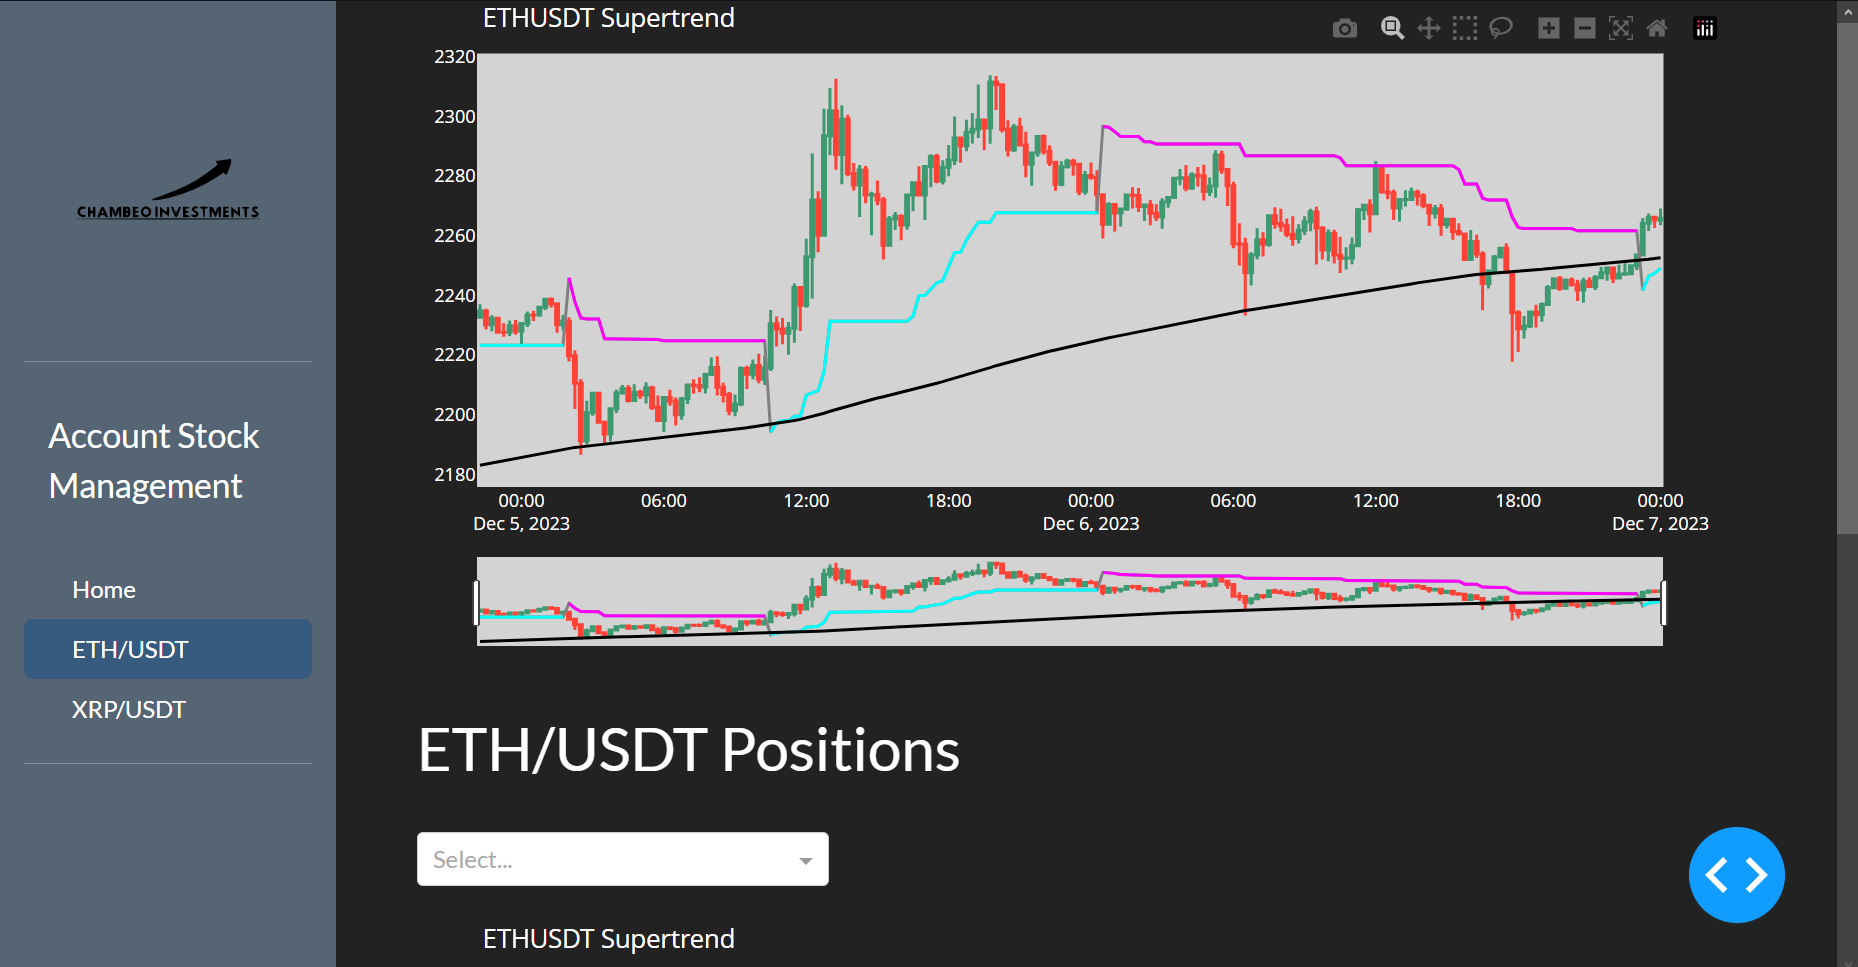 CHAMBEOINVESTMENTS
Account Stock
Management
Home
ETH/USDT
XRP/USDT
ETHUSDT Supertrend
2320
2300
2280
2260
2240
2220
2200
2180
00:00 06:00 12:00 18:00 00:00 06:00 12:00 18:00 00:00
Dec 5, 2023 Dec 6, 2023 Dec 7, 2023
ETH/USDT Positions
Select...
ETHUSDT Supertrend